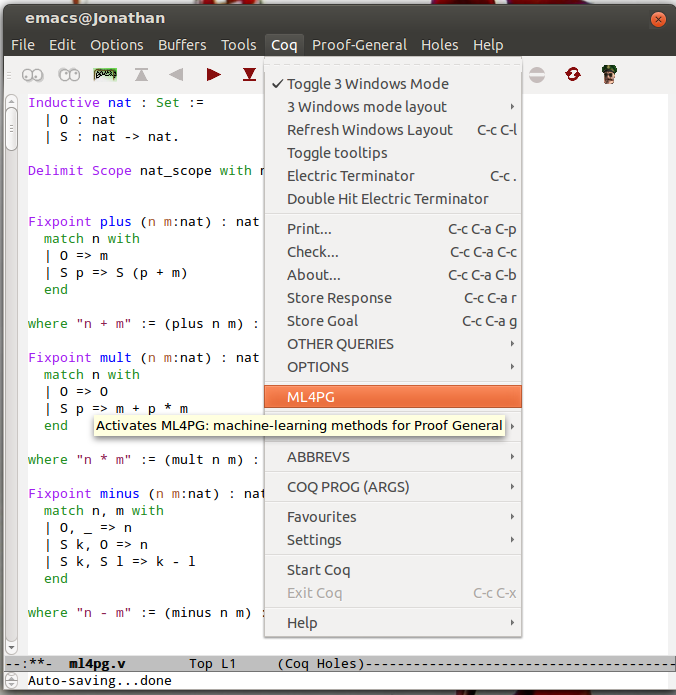 emacs@Jonathan
File Edit Options Buffers Tools Coq Proof-General Holes Help
Inductive nat : Set :=
| O : nat
| S : nat -> nat.
Delimit Scope nat_scope with
Fixpoint plus (n m:nat) : nat
match n with
| O => m
| S p => S (p + m)
end
where "n + m" := (plus n m) :
Fixpoint mult (n m:nat) : nat
match n with
| O => O
| S p => m + p * m
end
where "n * m" := (mult n m) :
Fixpoint minus (n m:nat) : nat
match n, m with
| O, _ => n
| S k, O => n
| S k, S l => k - l
end
where "n - m" := (minus n m) :
✓ Toggle 3 Windows Mode
3 Windows mode layout
Refresh Windows Layout C-c C-l
Toggle tooltips
Electric Terminator C-c .
Double Hit Electric Terminator
Print... C-c C-a C-p
Check... C-c C-a C-c
About... C-c C-a C-b
Store Response C-c C-a r
Store Goal C-c C-a g
OTHER QUERIES
OPTIONS
ML4PG
Activates ML4PG: machine-learning methods for Proof General
ABBREVS
COQ PROG (ARGS)
Favourites
Settings
Start Coq
Exit Coq C-c C-x
Help
--:**- ml4pg.v Top L1 (Coq Holes)--------------------------------------
Auto-saving...done